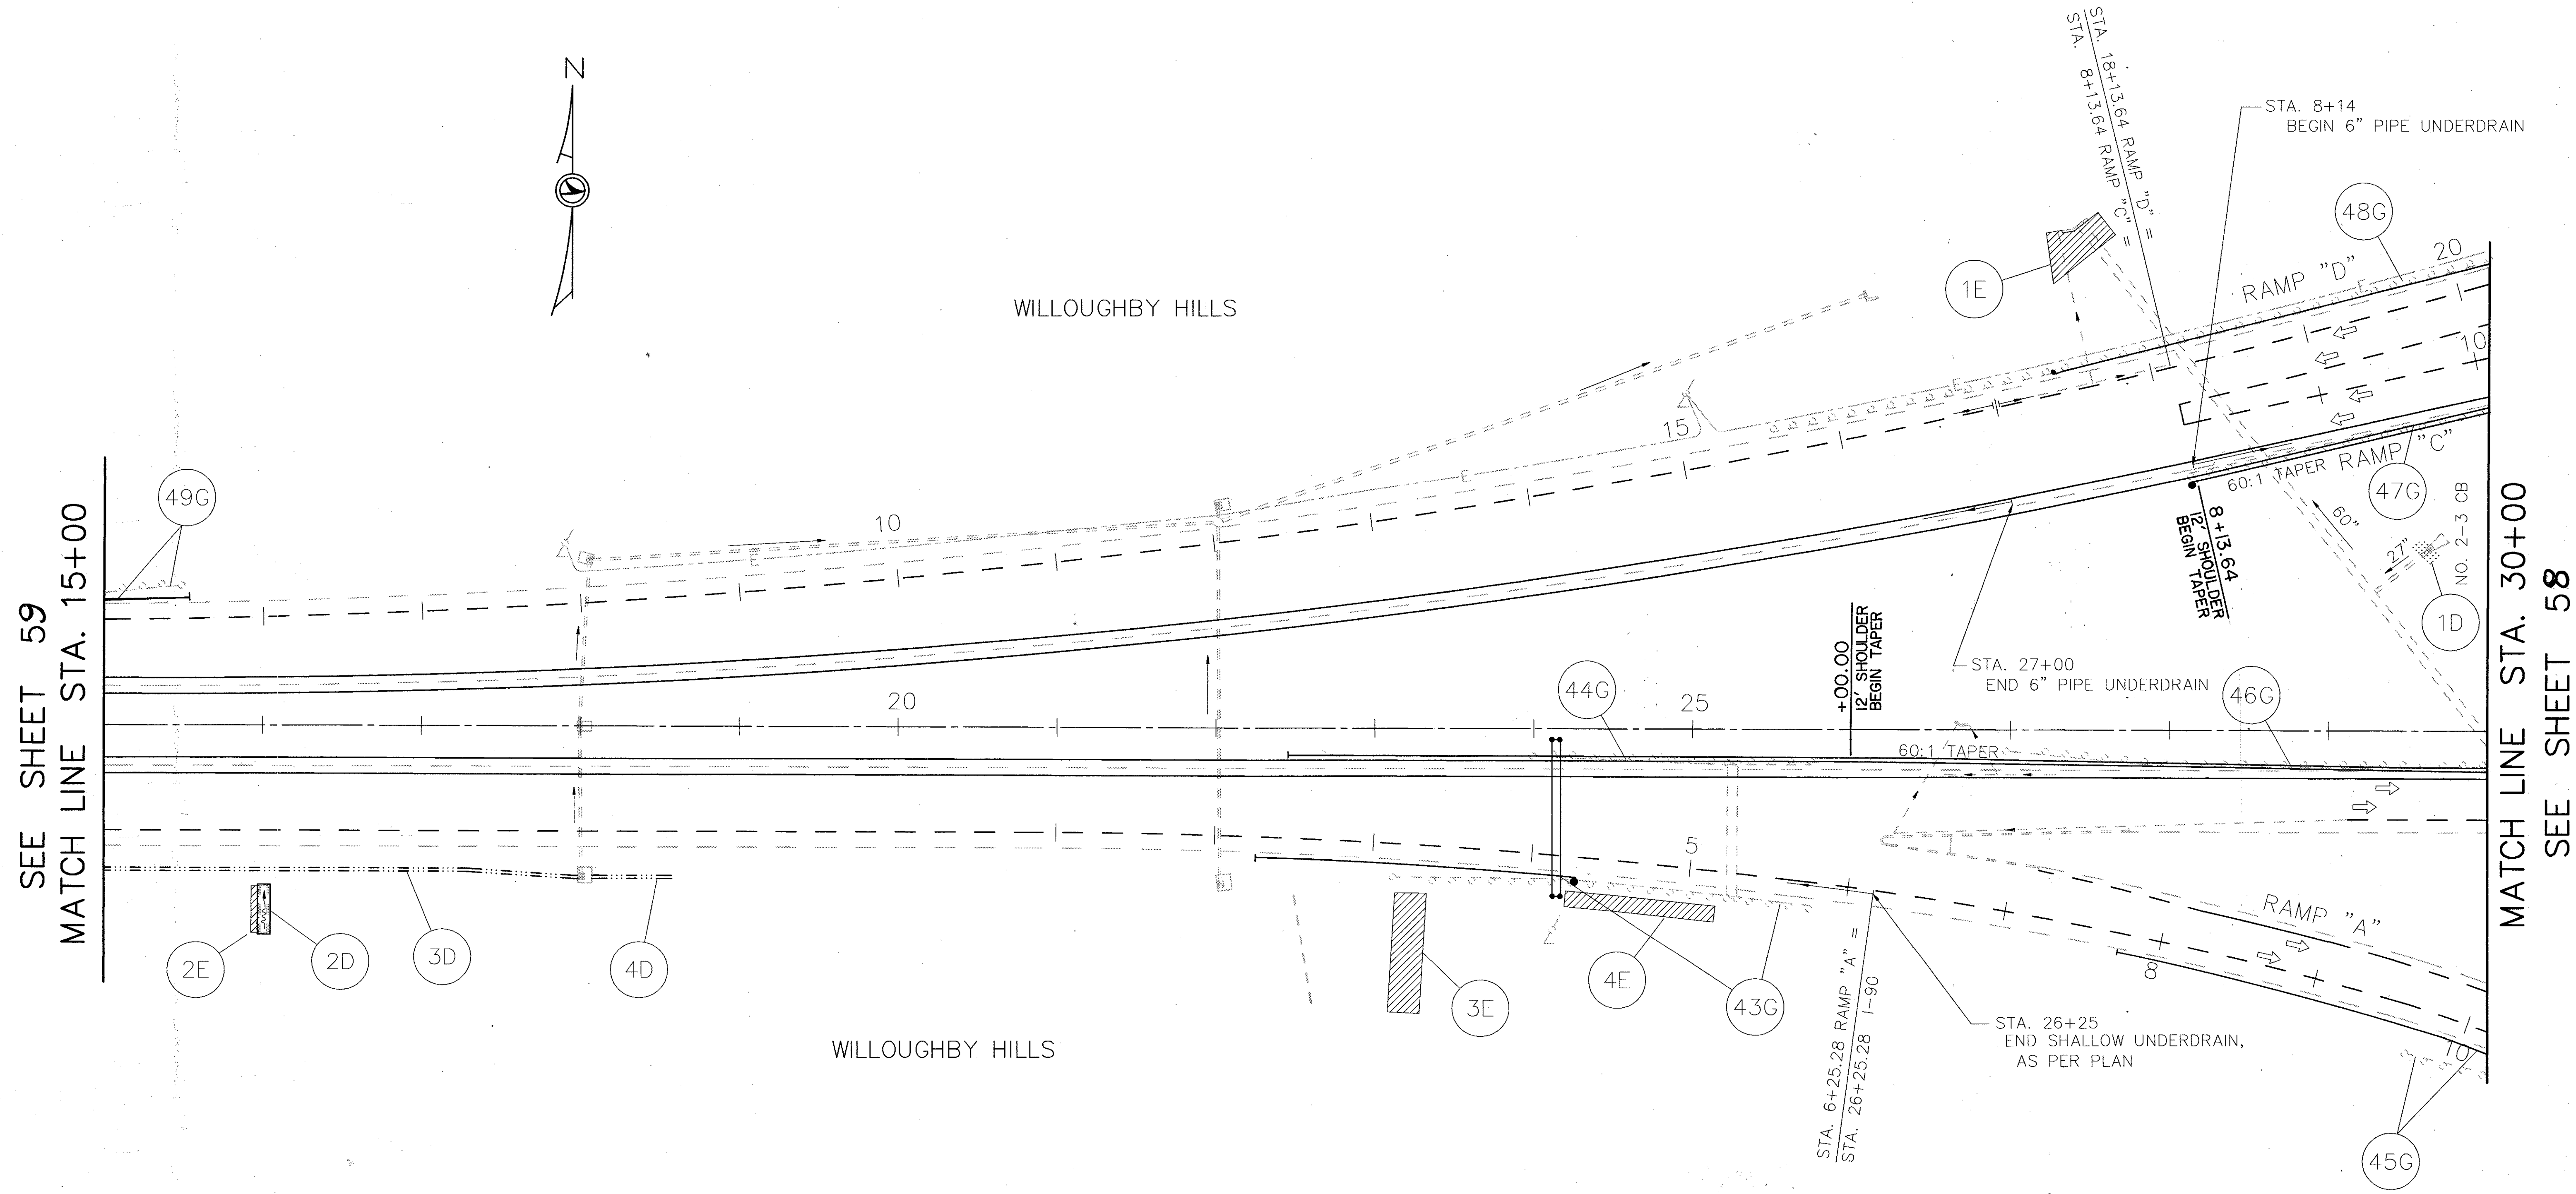 SEE SHEET 59
MATCH LINE STA. 15+00
N
WILLOUGHBY HILLS
STA. 18+13.64 RAMP "D" =
STA. 8+13.64 RAMP "C" =
STA. 8+14
BEGIN 6" PIPE UNDERDRAIN
48G
1E
RAMP "D"
20
E
10
E
15
E
RAMP "C"
60:1 TAPER
47G
49G
10
E
60"
27"
NO. 2-3 CB
1D
8+13.64
12' SHOULDER
BEGIN TAPER
STA. 27+00
END 6" PIPE UNDERDRAIN
+00.00
12' SHOULDER
BEGIN TAPER
44G
46G
20
25
60:1 TAPER
5
RAMP "A"
2E
2D
3D
4D
3E
4E
43G
8
STA. 6+25.28 RAMP "A" =
STA. 26+25.28 I-90
STA. 26+25
END SHALLOW UNDERDRAIN,
AS PER PLAN
10
45G
WILLOUGHBY HILLS
MATCH LINE STA. 30+00
SEE SHEET 58